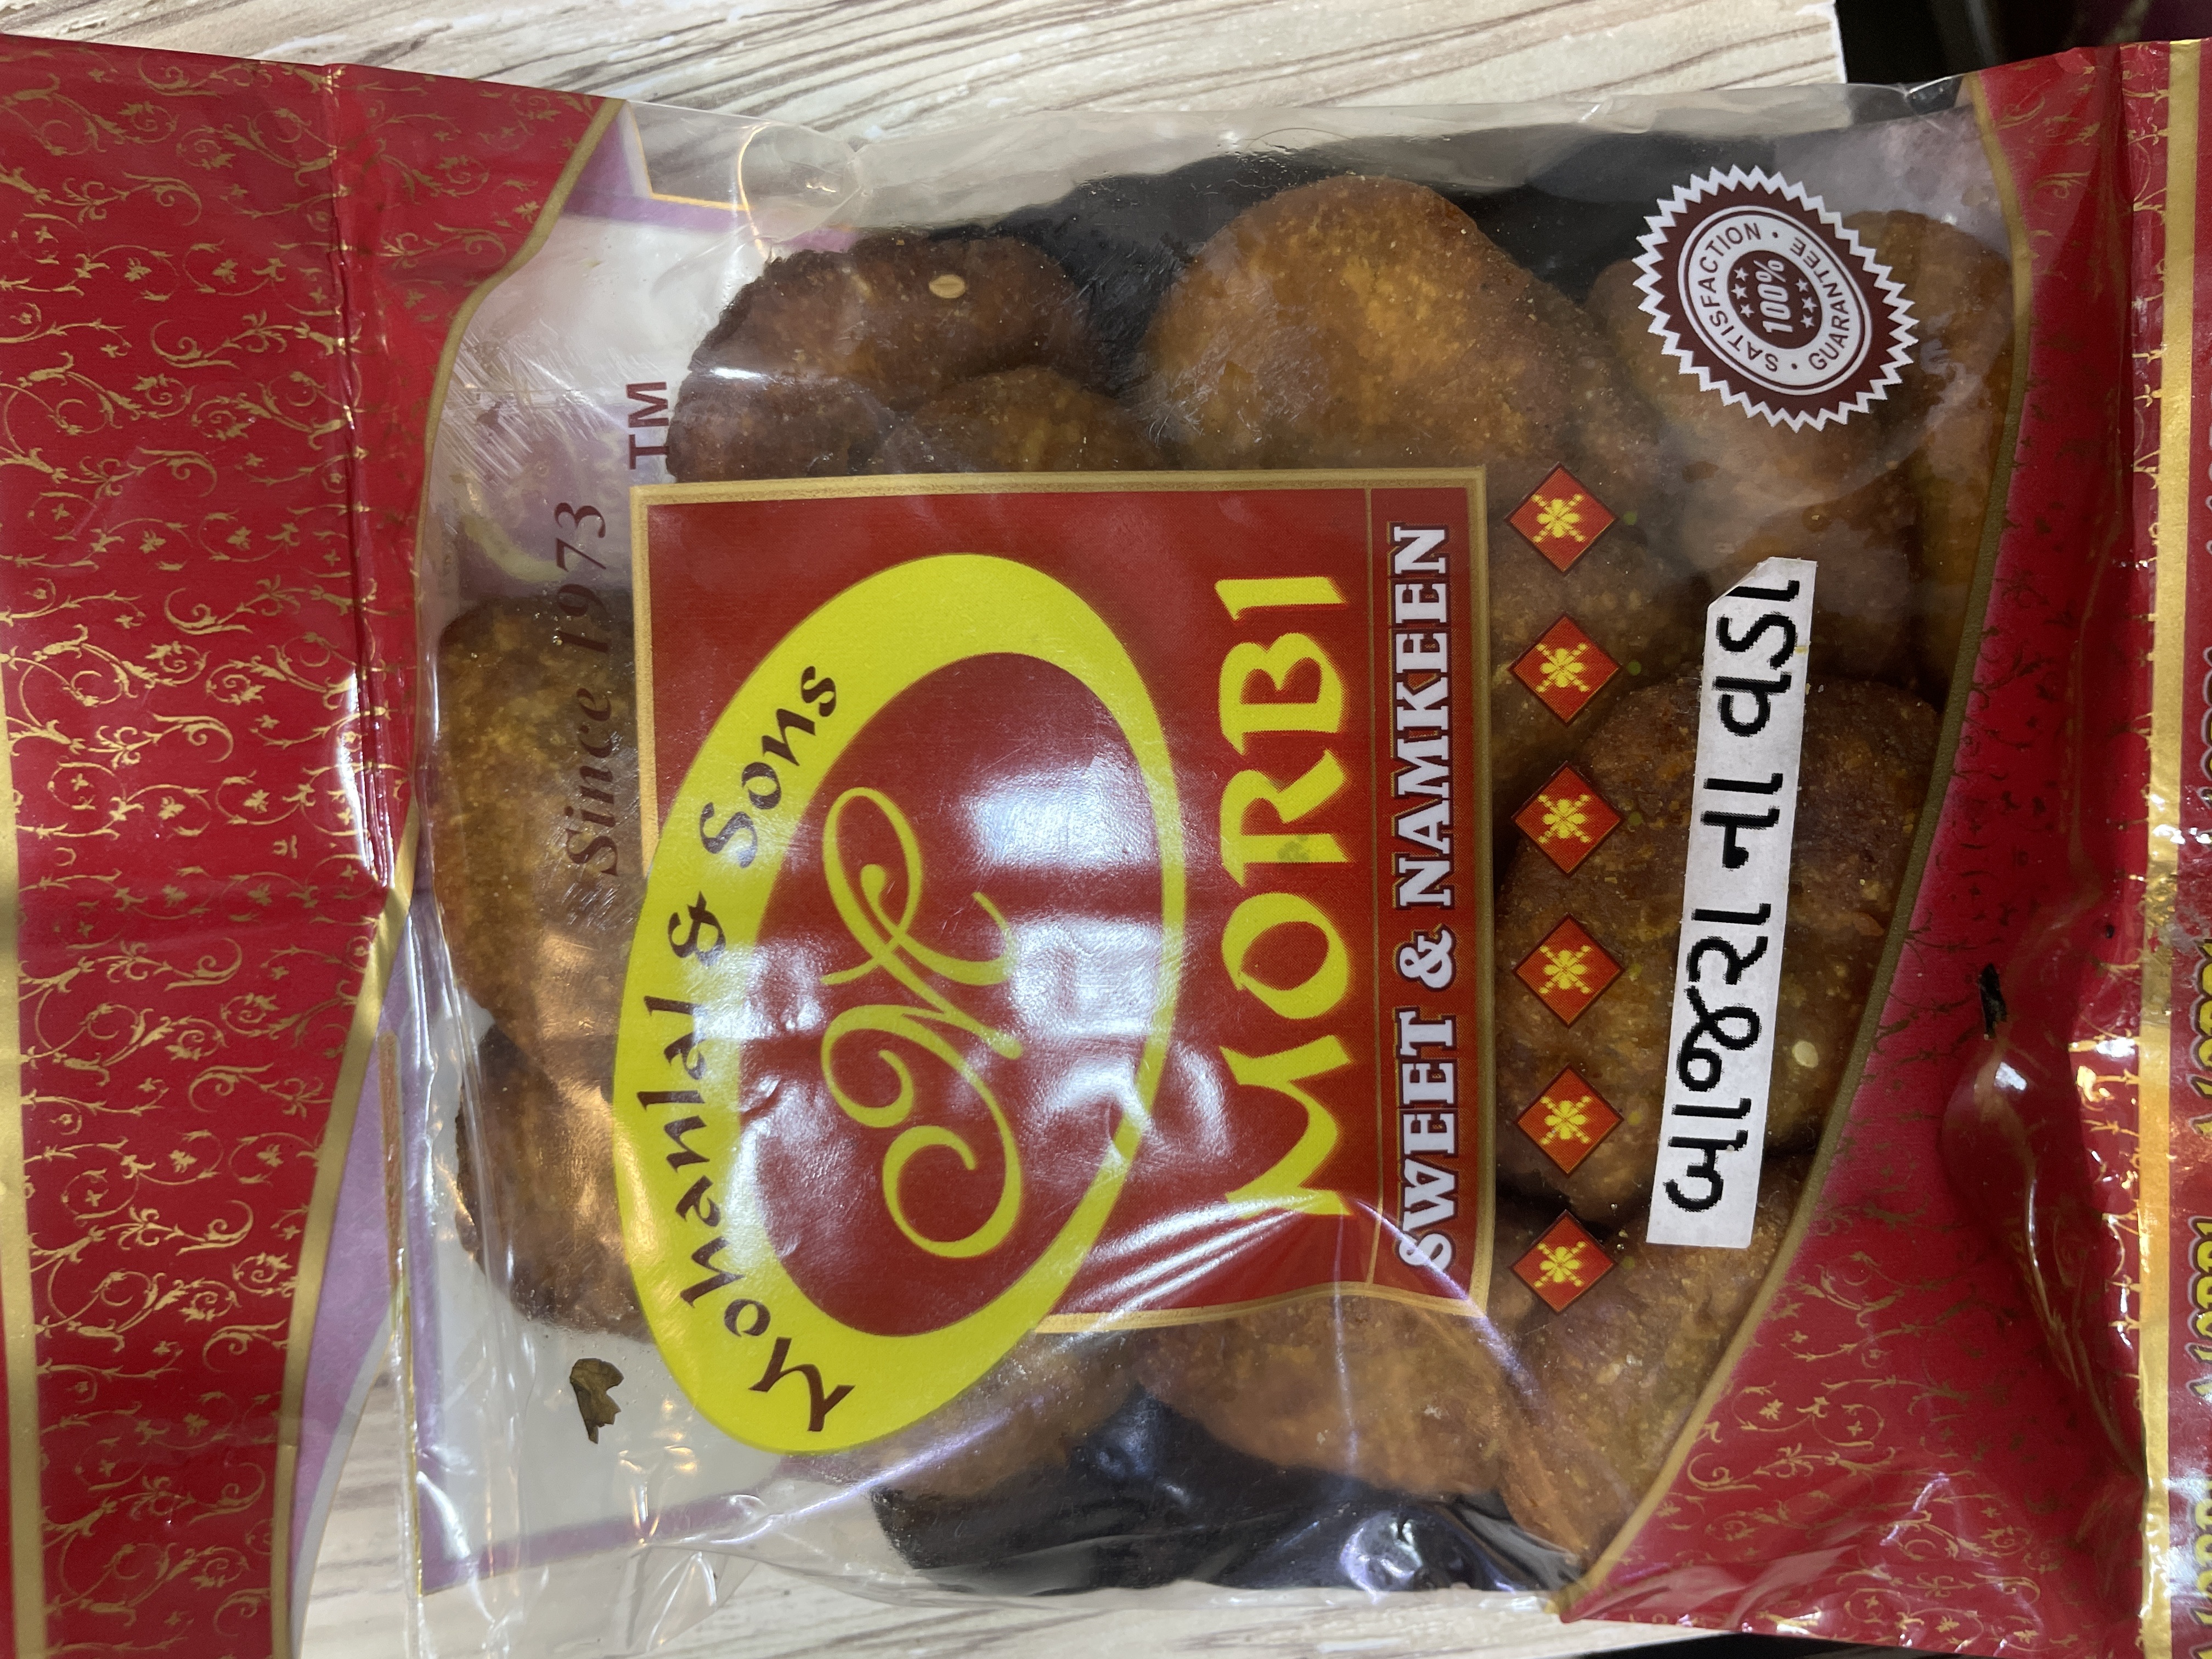 Since 1973
TM
Mohanlal & Sons
M
MORBI
SWEET & NAMKEEN
બાજરા ના વડા
SATISFACTION • GUARANTEE •
100%